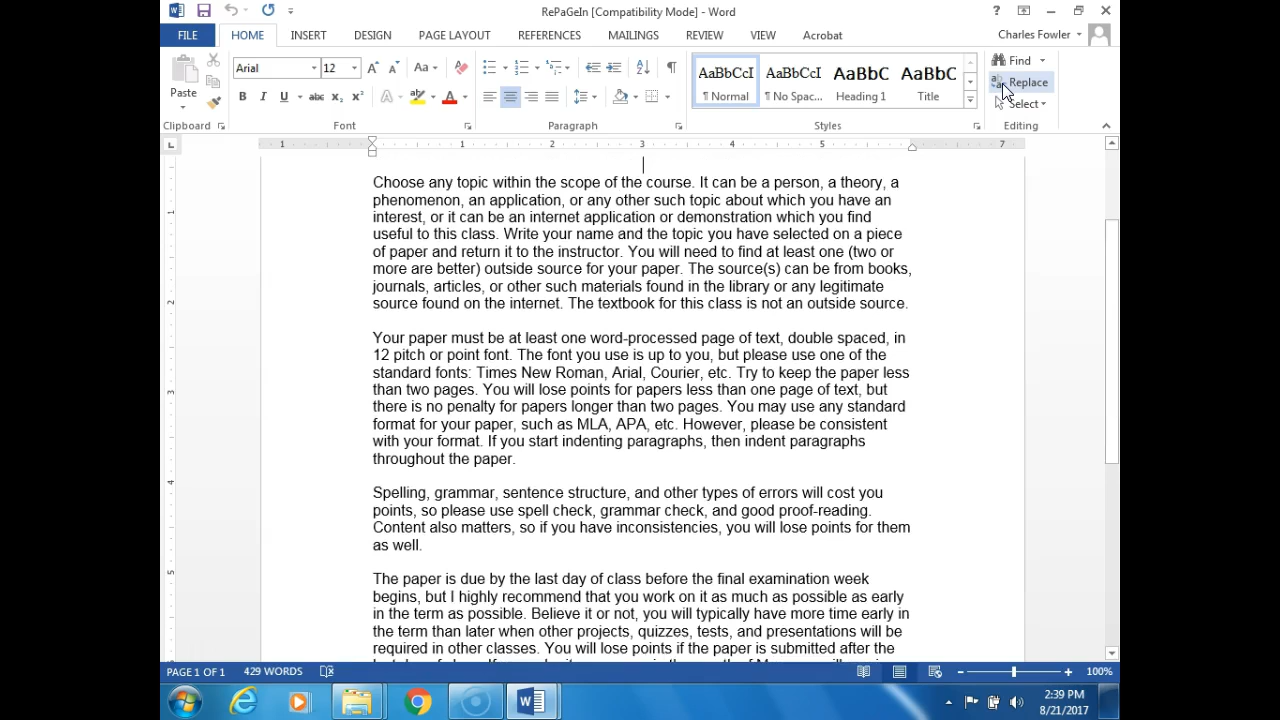 RePaGeIn [Compatibility Mode] - Word
FILE HOME INSERT DESIGN PAGE LAYOUT REFERENCES MAILINGS REVIEW VIEW Acrobat Charles Fowler
Paste
Arial 12
AaBbCcI AaBbCcI AaBbC AaBbC
¶ Normal ¶ No Spac... Heading 1 Title
Find
Replace
Select
Clipboard Font Paragraph Styles Editing
1 1 2 3 4 5 7
Choose any topic within the scope of the course. It can be a person, a theory, a
phenomenon, an application, or any other such topic about which you have an
interest, or it can be an internet application or demonstration which you find
useful to this class. Write your name and the topic you have selected on a piece
of paper and return it to the instructor. You will need to find at least one (two or
more are better) outside source for your paper. The source(s) can be from books,
journals, articles, or other such materials found in the library or any legitimate
source found on the internet. The textbook for this class is not an outside source.
Your paper must be at least one word-processed page of text, double spaced, in
12 pitch or point font. The font you use is up to you, but please use one of the
standard fonts: Times New Roman, Arial, Courier, etc. Try to keep the paper less
than two pages. You will lose points for papers less than one page of text, but
there is no penalty for papers longer than two pages. You may use any standard
format for your paper, such as MLA, APA, etc. However, please be consistent
with your format. If you start indenting paragraphs, then indent paragraphs
throughout the paper.
Spelling, grammar, sentence structure, and other types of errors will cost you
points, so please use spell check, grammar check, and good proof-reading.
Content also matters, so if you have inconsistencies, you will lose points for them
as well.
The paper is due by the last day of class before the final examination week
begins, but I highly recommend that you work on it as much as possible as early
in the term as possible. Believe it or not, you will typically have more time early in
the term than later when other projects, quizzes, tests, and presentations will be
required in other classes. You will lose points if the paper is submitted after the
PAGE 1 OF 1 429 WORDS 100%
2:39 PM
8/21/2017